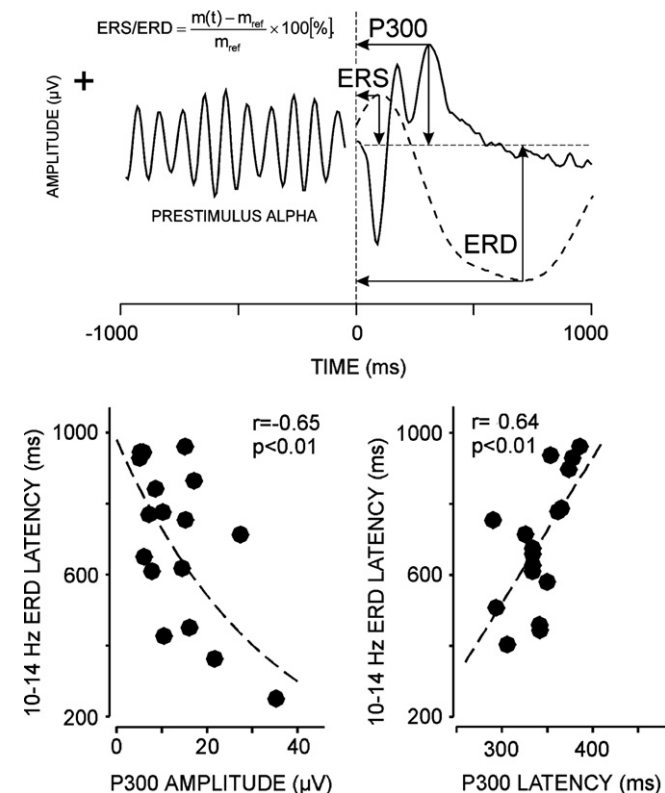 ERS/ERD = m(t) – m_ref / m_ref × 100[%].
P300
ERS
+
AMPLITUDE (µV)
PRESTIMULUS ALPHA
ERD
-1000 0 1000
TIME (ms)
r=-0.65
p<0.01
10-14 Hz ERD LATENCY (ms)
1000
600
200
0 20 40
P300 AMPLITUDE (µV)
r= 0.64
p<0.01
10-14 Hz ERD LATENCY (ms)
1000
600
200
300 400
P300 LATENCY (ms)